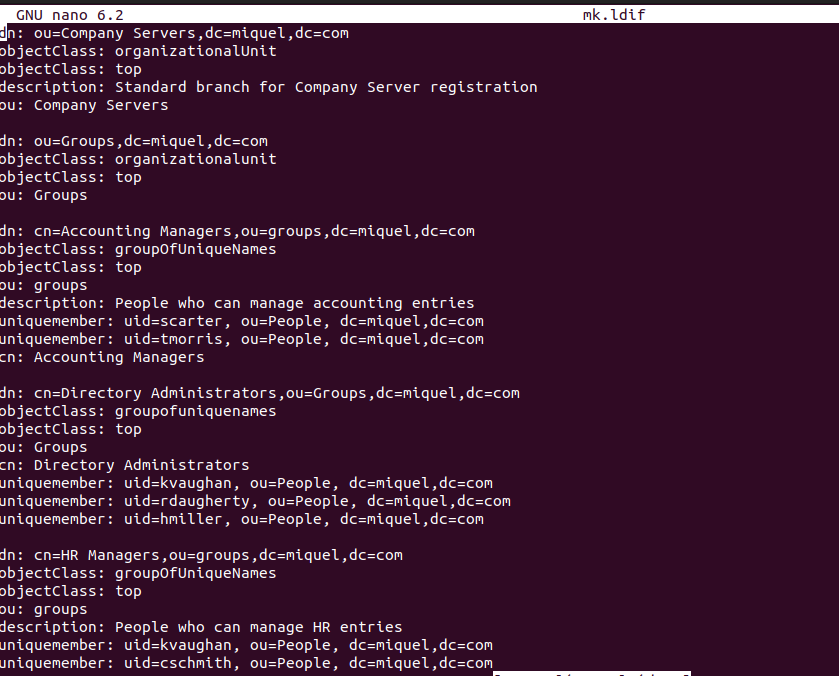 GNU nano 6.2 mk.ldif
dn: ou=Company Servers,dc=miquel,dc=com
objectClass: organizationalUnit
objectClass: top
description: Standard branch for Company Server registration
ou: Company Servers
dn: ou=Groups,dc=miquel,dc=com
objectClass: organizationalunit
objectClass: top
ou: Groups
dn: cn=Accounting Managers,ou=groups,dc=miquel,dc=com
objectClass: groupOfUniqueNames
objectClass: top
ou: groups
description: People who can manage accounting entries
uniquemember: uid=scarter, ou=People, dc=miquel,dc=com
uniquemember: uid=tmorris, ou=People, dc=miquel,dc=com
cn: Accounting Managers
dn: cn=Directory Administrators,ou=Groups,dc=miquel,dc=com
objectClass: groupofuniquenames
objectClass: top
ou: Groups
cn: Directory Administrators
uniquemember: uid=kvaughan, ou=People, dc=miquel,dc=com
uniquemember: uid=rdaugherty, ou=People, dc=miquel,dc=com
uniquemember: uid=hmiller, ou=People, dc=miquel,dc=com
dn: cn=HR Managers,ou=groups,dc=miquel,dc=com
objectClass: groupOfUniqueNames
objectClass: top
ou: groups
description: People who can manage HR entries
uniquemember: uid=kvaughan, ou=People, dc=miquel,dc=com
uniquemember: uid=cschmith, ou=People, dc=miquel,dc=com